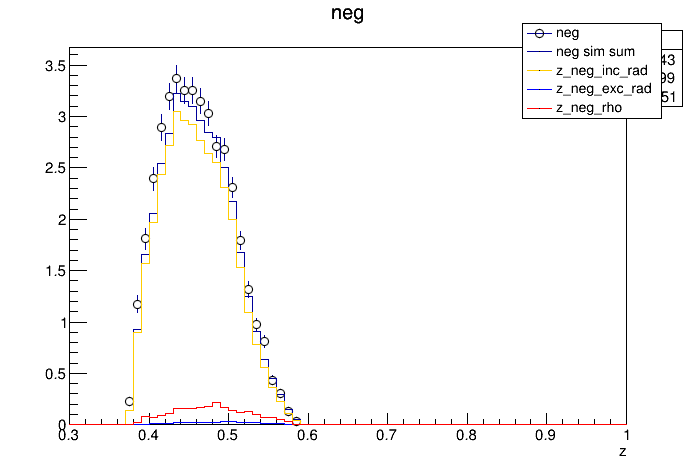 neg
neg
neg sim sum
z_neg_inc_rad
z_neg_exc_rad
z_neg_rho
43
99
51
3.5
3
2.5
2
1.5
1
0.5
0
0.3 0.4 0.5 0.6 0.7 0.8 0.9 1
z